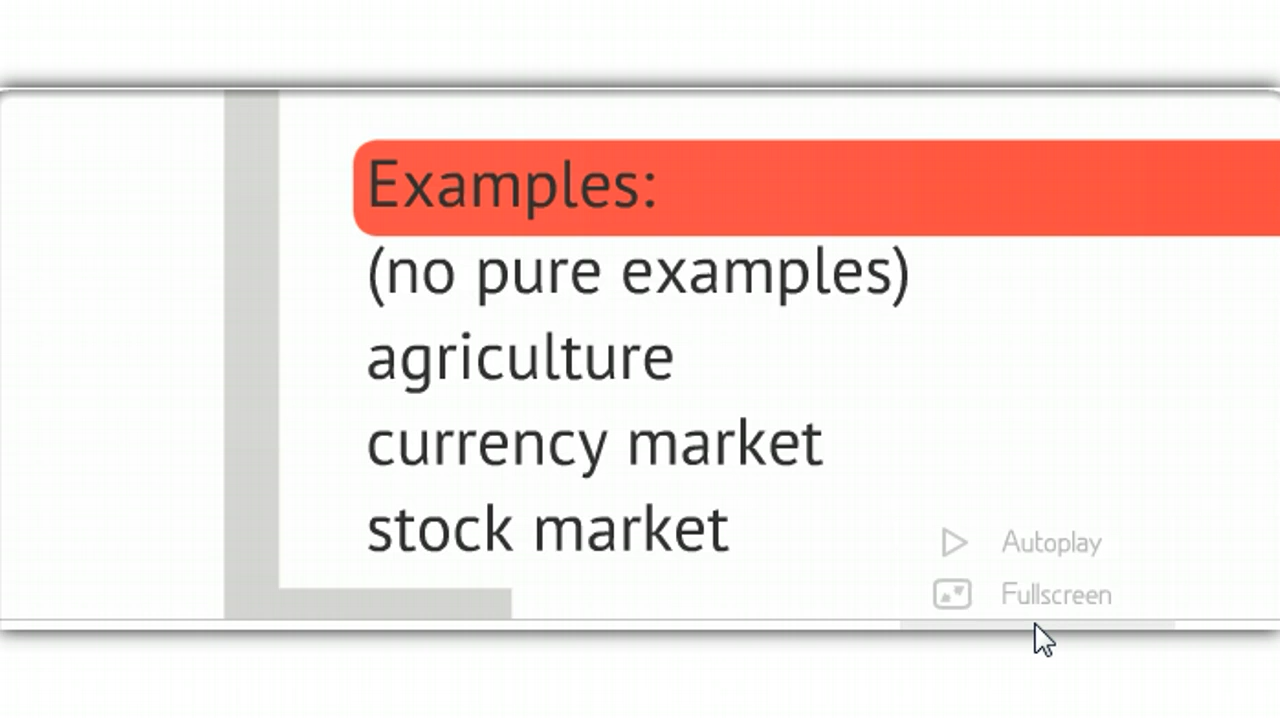 Examples:
(no pure examples)
agriculture
currency market
stock market
Autoplay
Fullscreen